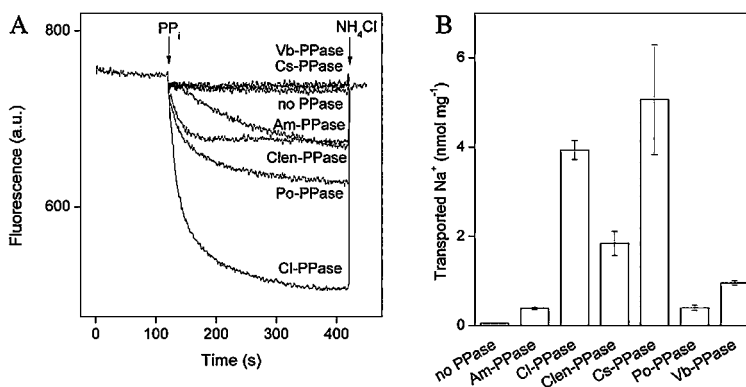 A
PPᵢ
NH₄Cl
Vb-PPase
Cs-PPase
no PPase
Am-PPase
Clen-PPase
Po-PPase
Cl-PPase
800
600
Fluorescence (a.u.)
0 100 200 300 400
Time (s)
B
Transported Na⁺ (nmol mg⁻¹)
6
4
2
0
no PPase
Am-PPase
Cl-PPase
Clen-PPase
Cs-PPase
Po-PPase
Vb-PPase